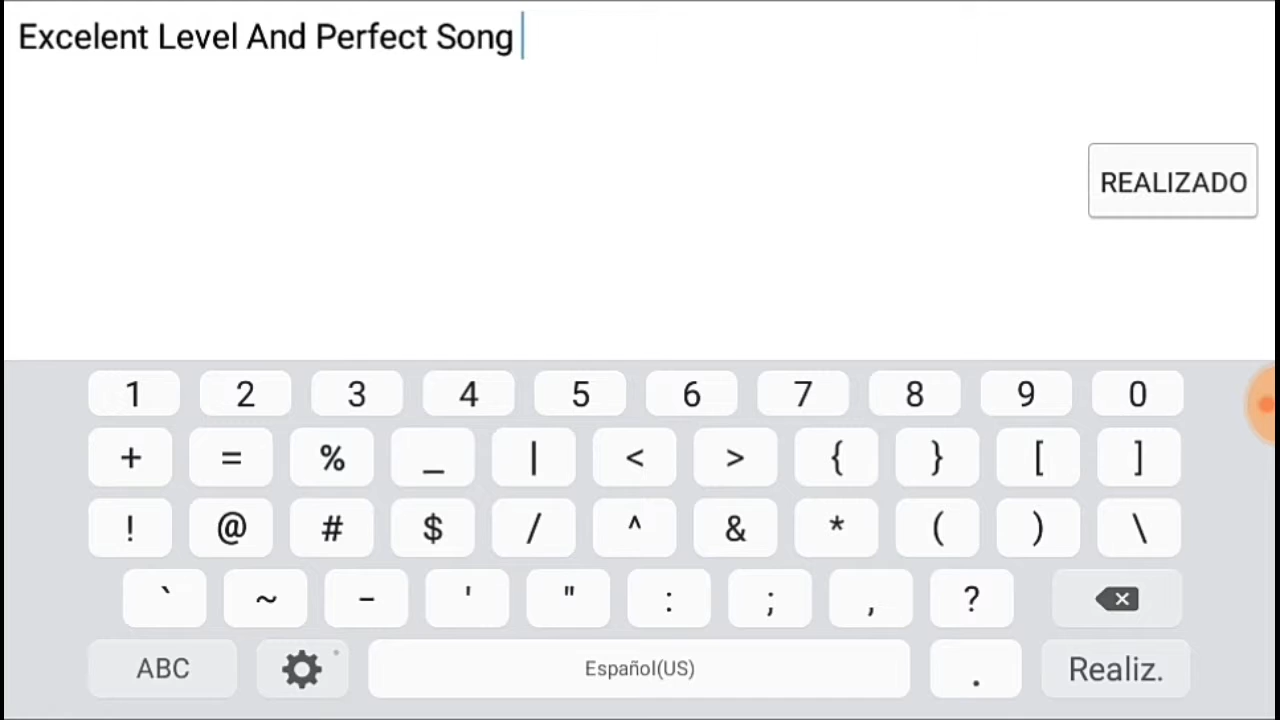 Excelent Level And Perfect Song
REALIZADO
1 2 3 4 5 6 7 8 9 0
+ = % _ | < > { } [ ]
! @ # $ / ^ & * ( ) \
` ~ - ' " : ; , ?
ABC Español(US) . Realiz.